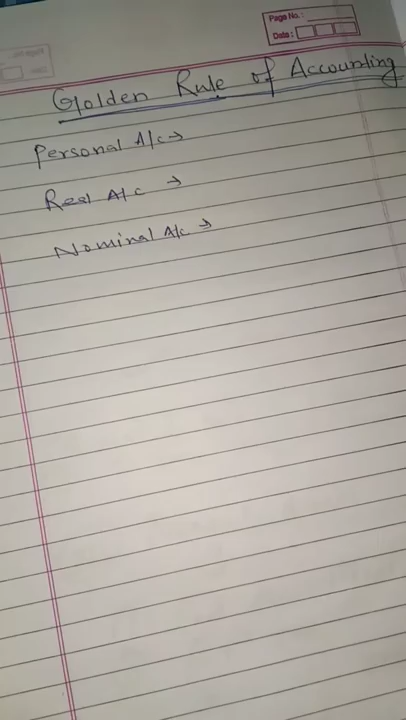 Page No.:
Date:
Golden Rule of Accounting
Personal A/c →
Real A/c →
Nominal A/c →